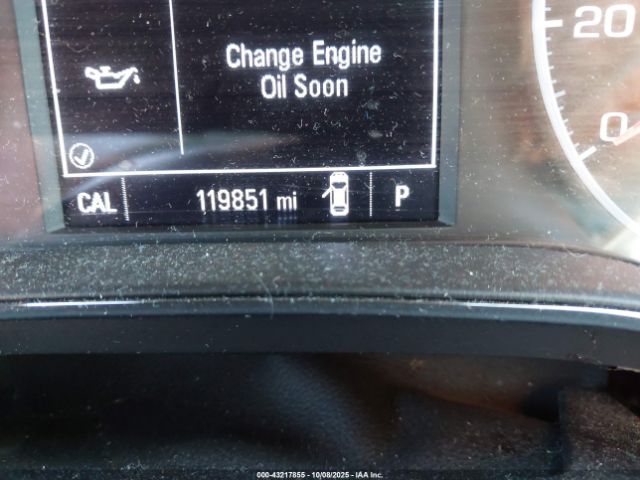 20
Change Engine
Oil Soon
0
CAL 119851 mi P
000-43217855 - 10/08/2025 - IAA Inc.